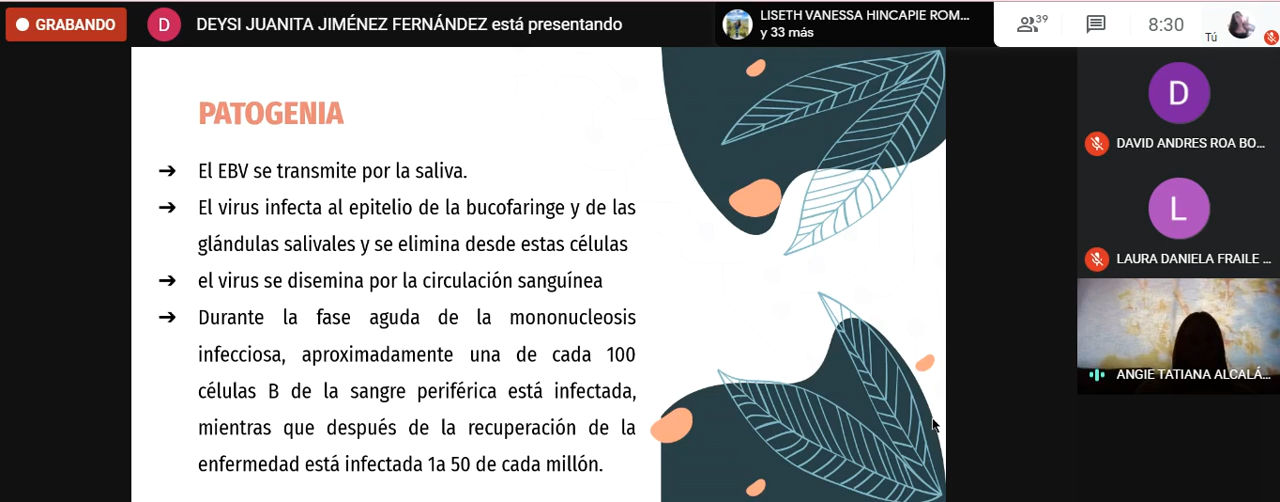 GRABANDO
D
DEYSI JUANITA JIMÉNEZ FERNÁNDEZ está presentando
LISETH VANESSA HINCAPIE ROM...
y 33 más
39
8:30
Tú
PATOGENIA
➔ El EBV se transmite por la saliva.
➔ El virus infecta al epitelio de la bucofaringe y de las
glándulas salivales y se elimina desde estas células
➔ el virus se disemina por la circulación sanguínea
➔ Durante la fase aguda de la mononucleosis
infecciosa, aproximadamente una de cada 100
células B de la sangre periférica está infectada,
mientras que después de la recuperación de la
enfermedad está infectada 1a 50 de cada millón.
D
DAVID ANDRES ROA BO...
L
LAURA DANIELA FRAILE ...
ANGIE TATIANA ALCALÁ...